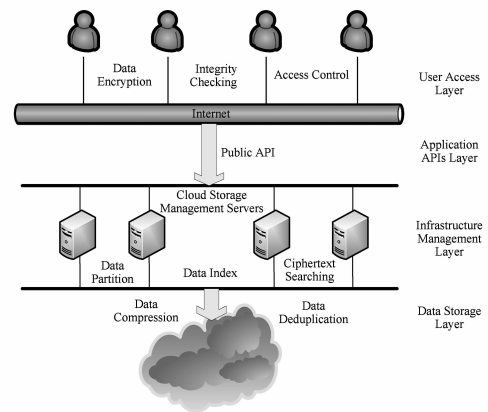 Data
Encryption
Integrity
Checking
Access Control
User Access
Layer
Internet
Public API
Application
APIs Layer
Cloud Storage
Management Servers
Infrastructure
Management
Layer
Data
Partition
Data Index
Ciphertext
Searching
Data
Compression
Data
Deduplication
Data Storage
Layer